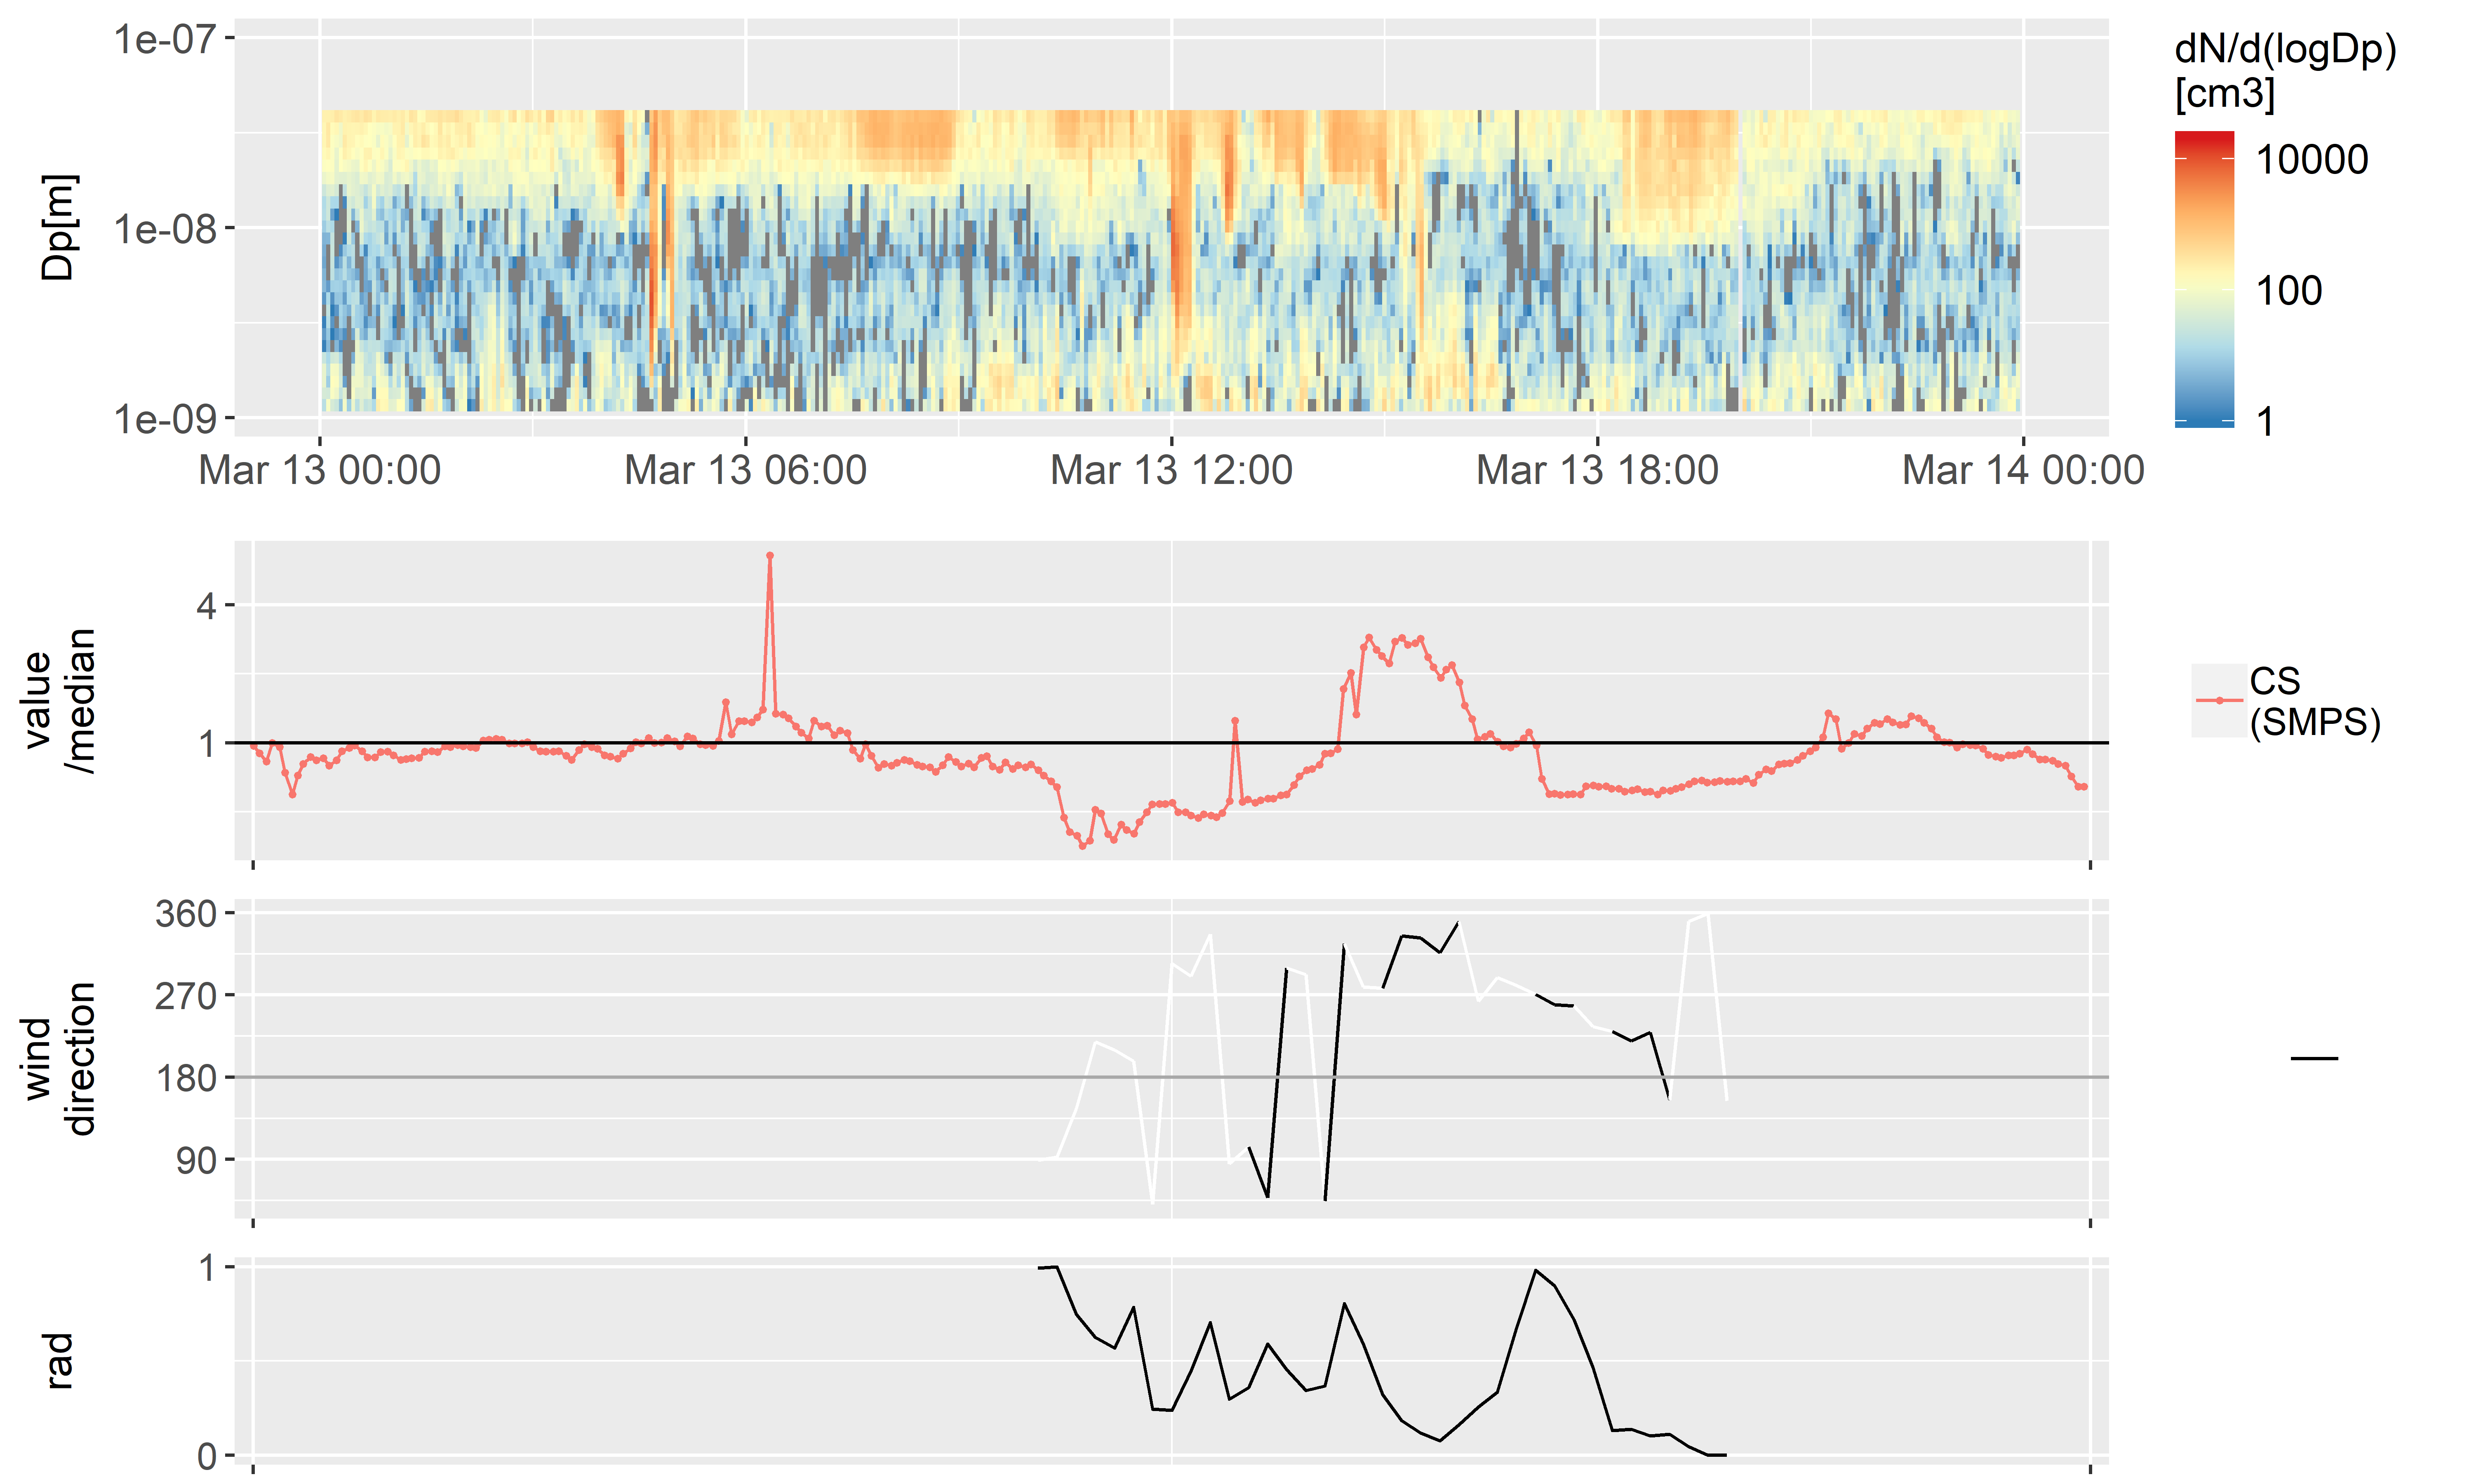 1e-07
1e-08
1e-09
Dp[m]
Mar 13 00:00
Mar 13 06:00
Mar 13 12:00
Mar 13 18:00
Mar 14 00:00
dN/d(logDp)
[cm3]
10000
100
1
value
/median
4
1
CS
(SMPS)
wind
direction
360
270
180
90
rad
1
0